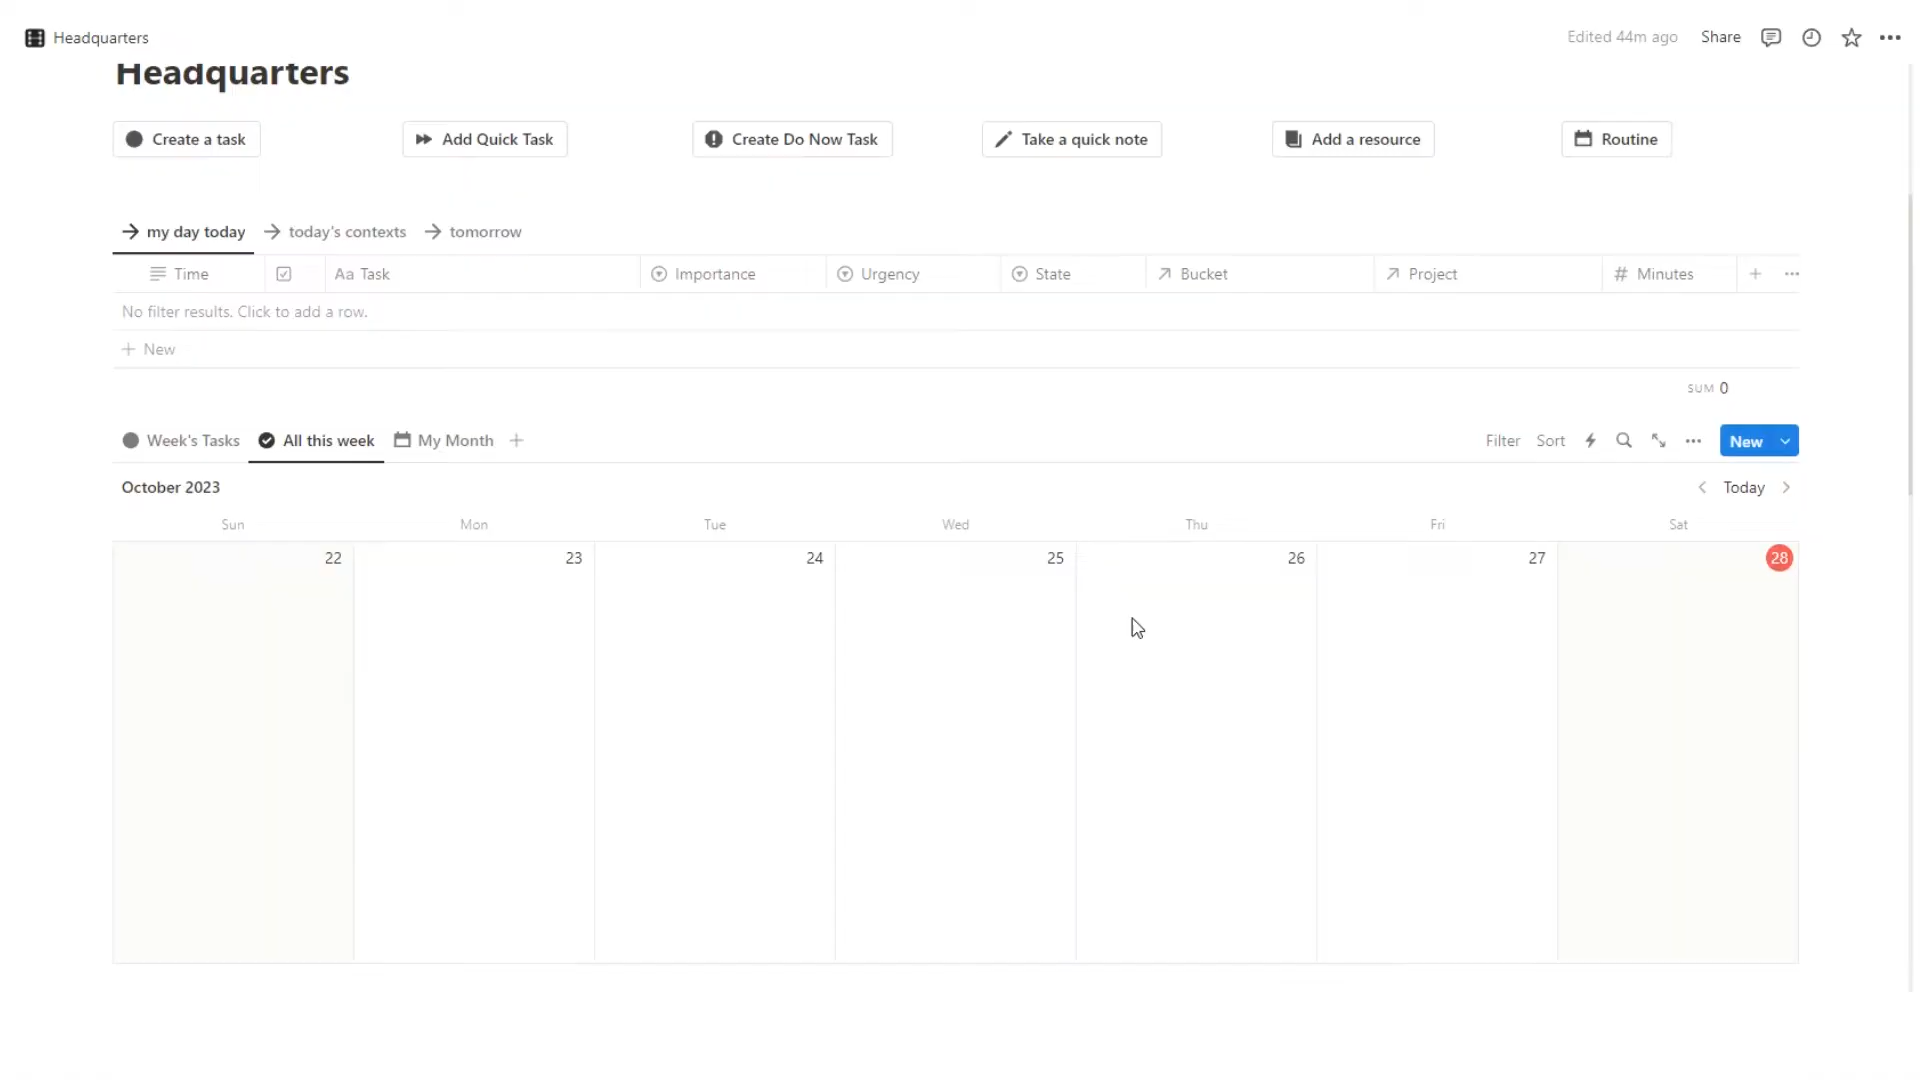 Headquarters
Edited 44m ago
Share
Headquarters
Create a task
Add Quick Task
Create Do Now Task
Take a quick note
Add a resource
Routine
my day today
today's contexts
tomorrow
Time
Aa Task
Importance
Urgency
State
Bucket
Project
# Minutes
No filter results. Click to add a row.
+ New
SUM 0
Week's Tasks
All this week
My Month
Filter
Sort
New
October 2023
Today
Sun Mon Tue Wed Thu Fri Sat
22 23 24 25 26 27 28